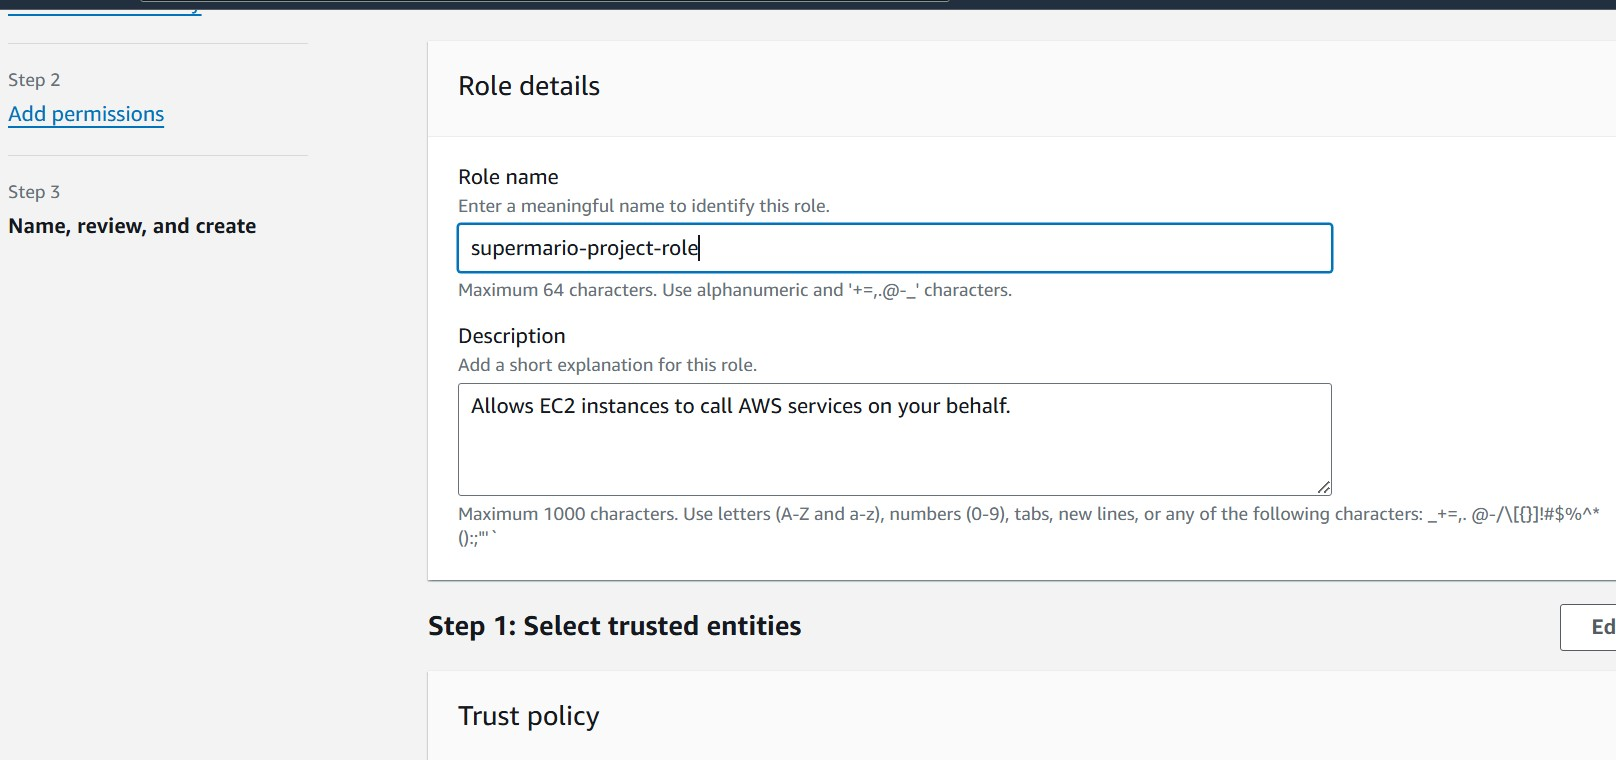 Step 2
Add permissions
Step 3
Name, review, and create
Role details
Role name
Enter a meaningful name to identify this role.
supermario-project-role
Maximum 64 characters. Use alphanumeric and '+=,.@-_' characters.
Description
Add a short explanation for this role.
Allows EC2 instances to call AWS services on your behalf.
Maximum 1000 characters. Use letters (A-Z and a-z), numbers (0-9), tabs, new lines, or any of the following characters: _+=,. @-/\[{}]!#$%^*
():;"'`
Step 1: Select trusted entities
Ed
Trust policy